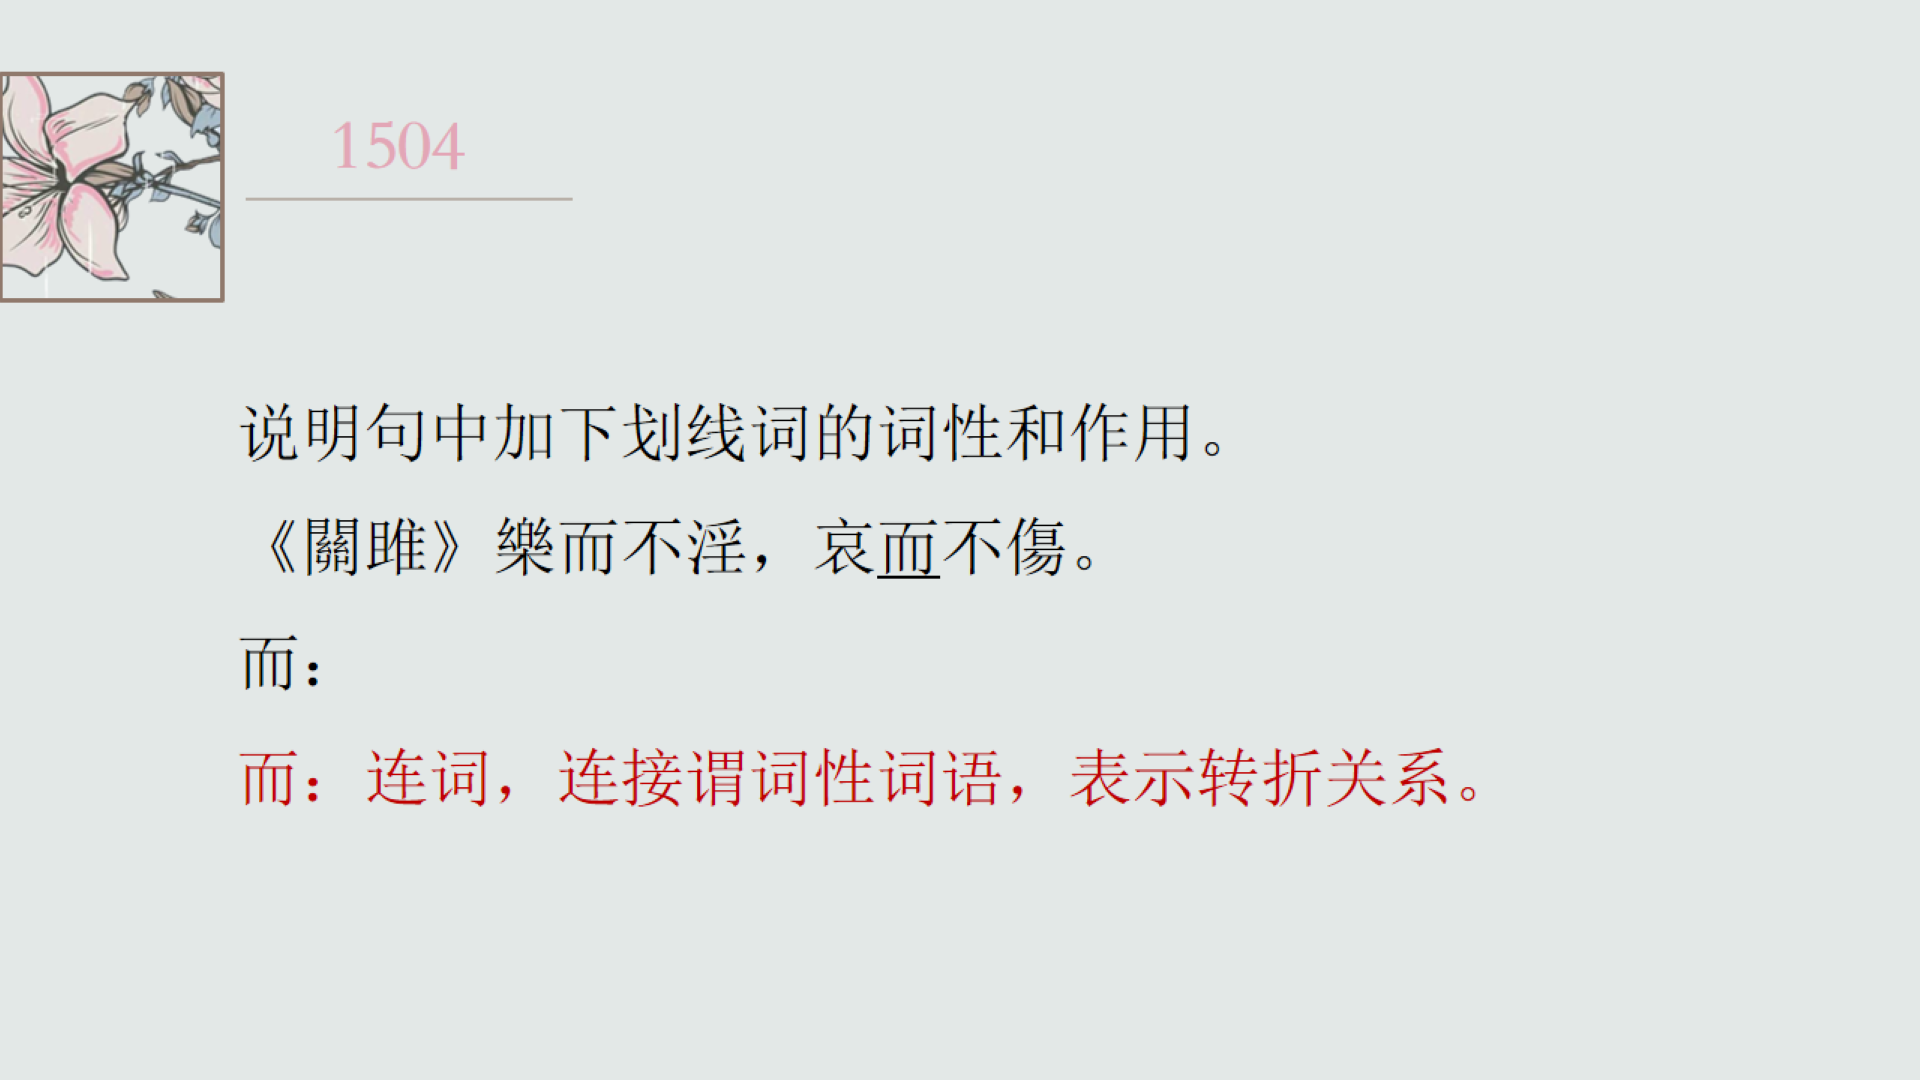 1504
说明句中加下划线词的词性和作用。
《關雎》樂而不淫，哀而不傷。
而：
而：连词，连接谓词性词语，表示转折关系。